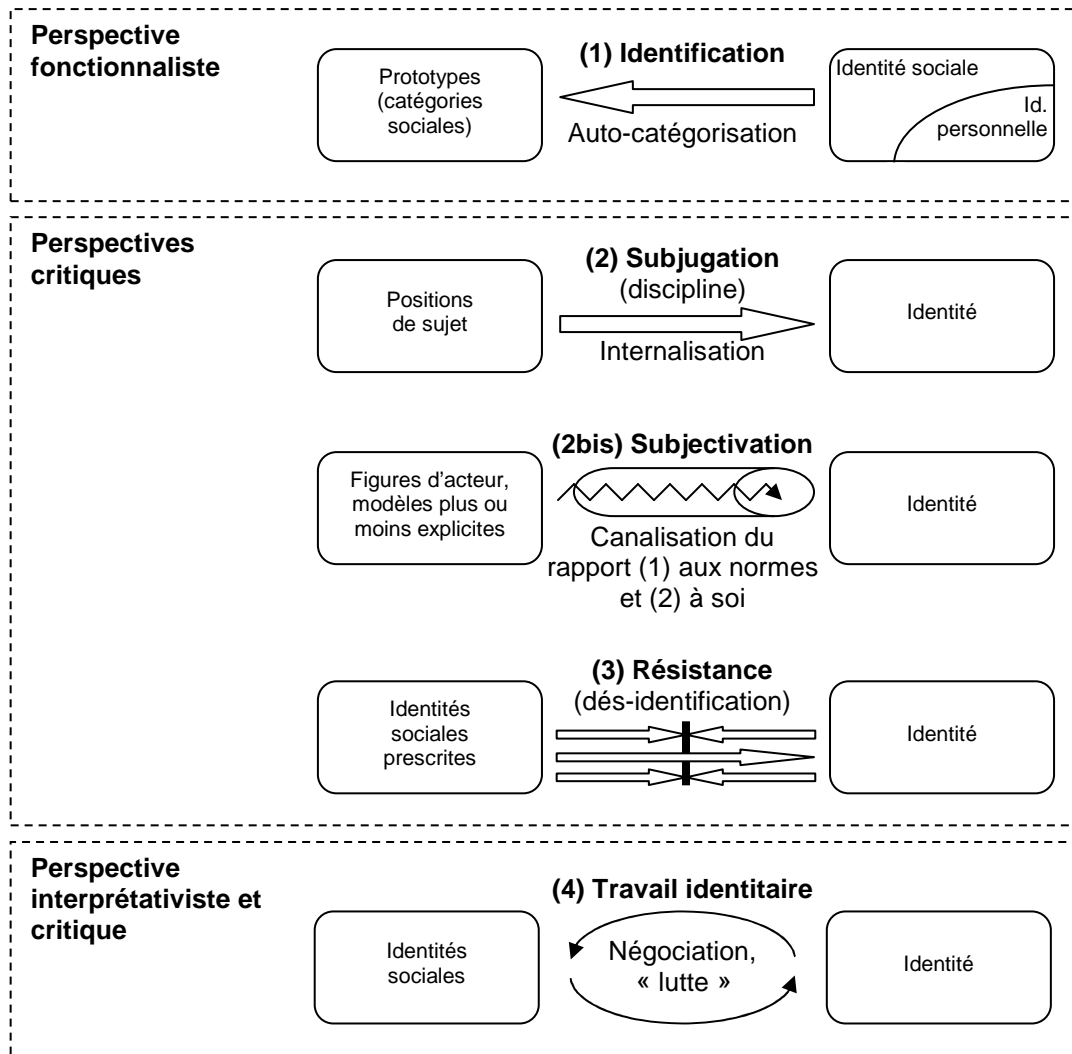 Perspective
fonctionnaliste
Prototypes
(catégories
sociales)
(1) Identification
Auto-catégorisation
Identité sociale
Id.
personnelle
Perspectives
critiques
Positions
de sujet
(2) Subjugation
(discipline)
Internalisation
Identité
Figures d’acteur,
modèles plus ou
moins explicites
(2bis) Subjectivation
Canalisation du
rapport (1) aux normes
et (2) à soi
Identité
Identités
sociales
prescrites
(3) Résistance
(dés-identification)
Identité
Perspective
interprétativiste et
critique
Identités
sociales
(4) Travail identitaire
Négociation,
« lutte »
Identité